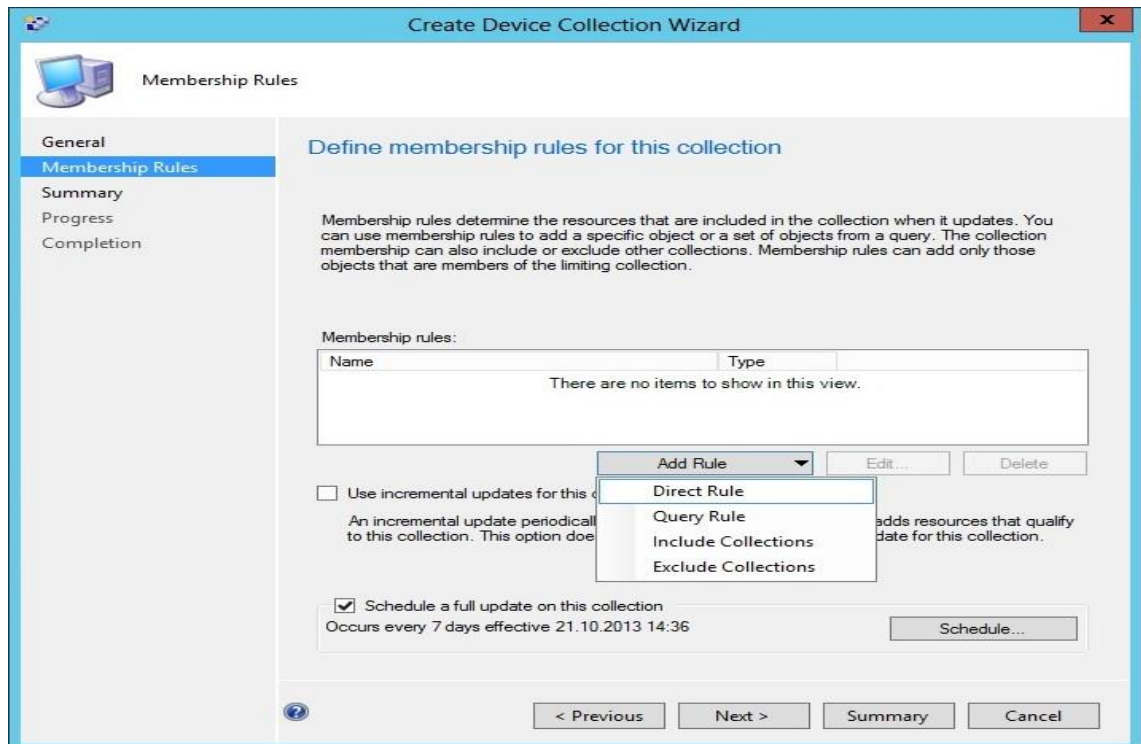 Create Device Collection Wizard
x
Membership Rules
General
Membership Rules
Summary
Progress
Completion
Define membership rules for this collection
Membership rules determine the resources that are included in the collection when it updates. You
can use membership rules to add a specific object or a set of objects from a query. The collection
membership can also include or exclude other collections. Membership rules can add only those
objects that are members of the limiting collection.
Membership rules:
Name Type
There are no items to show in this view.
Add Rule Edit... Delete
Direct Rule
Query Rule
Include Collections
Exclude Collections
Use incremental updates for this
An incremental update periodically adds resources that qualify
to this collection. This option date for this collection.
Schedule a full update on this collection
Occurs every 7 days effective 21.10.2013 14:36
Schedule...
?
< Previous Next > Summary Cancel